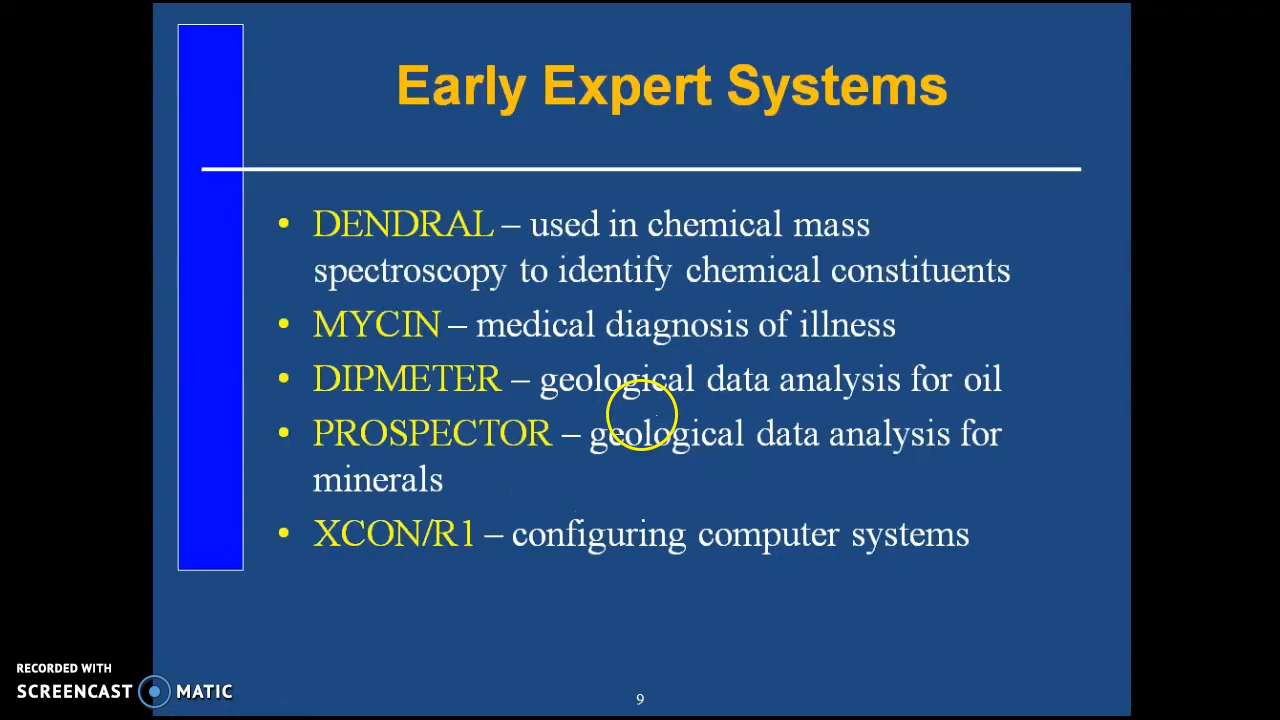 Early Expert Systems
• DENDRAL – used in chemical mass
spectroscopy to identify chemical constituents
• MYCIN – medical diagnosis of illness
• DIPMETER – geological data analysis for oil
• PROSPECTOR – geological data analysis for
minerals
• XCON/R1 – configuring computer systems
RECORDED WITH
SCREENCAST MATIC
9